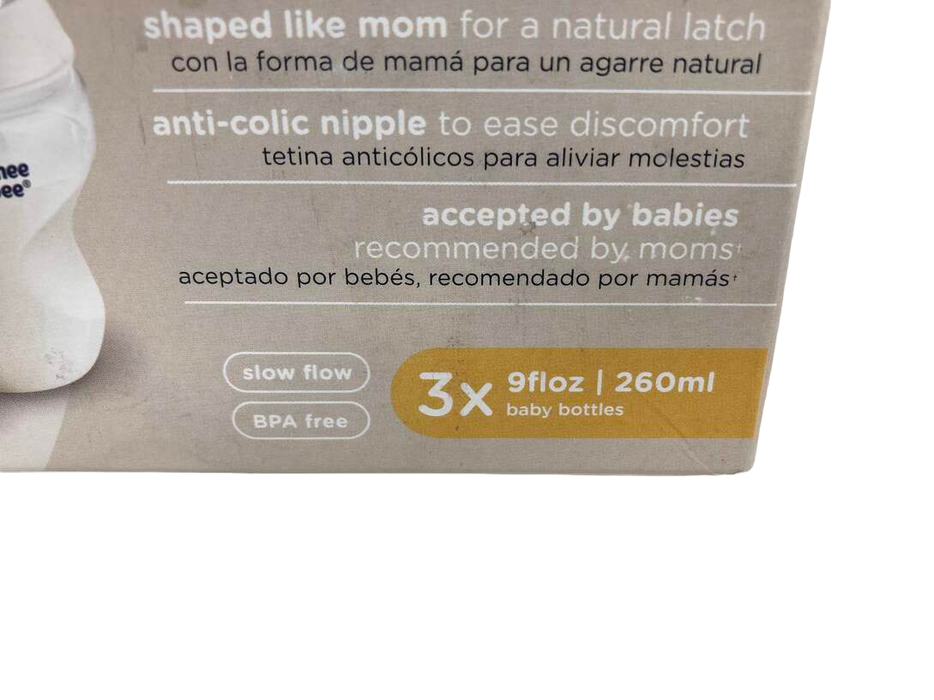 shaped like mom for a natural latch
con la forma de mamá para un agarre natural
anti-colic nipple to ease discomfort
tetina anticólicos para aliviar molestias
accepted by babies
recommended by moms†
aceptado por bebés, recomendado por mamás†
slow flow
BPA free
3x
9floz | 260ml
baby bottles